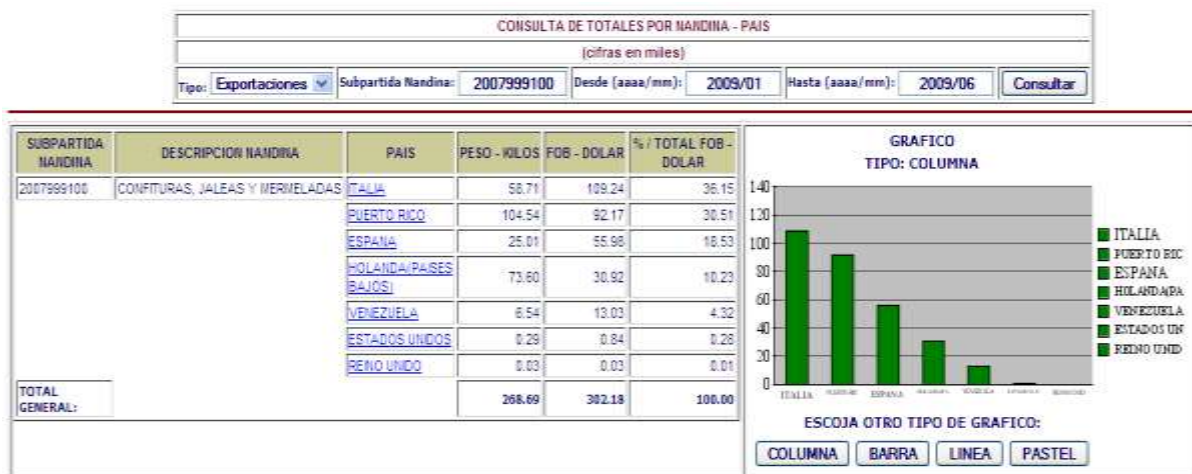 CONSULTA DE TOTALES POR NANDINA - PAIS
(cifras en miles)
Tipo: Exportaciones Subpartida Nandina: 2007999100 Desde (aaaa/mm): 2009/01 Hasta (aaaa/mm): 2009/06 Consultar
SUBPARTIDA NANDINA DESCRIPCION NANDINA PAIS PESO - KILOS FOB - DOLAR % / TOTAL FOB - DOLAR
2007999100 CONFITURAS, JALEAS Y MERMELADAS ITALIA 58.71 109.24 36.15
PUERTO RICO 104.54 92.17 30.51
ESPANA 25.01 55.98 18.53
HOLANDA(PAISES BAJOS) 73.60 30.92 10.23
VENEZUELA 6.54 13.03 4.32
ESTADOS UNIDOS 0.29 0.84 0.28
REINO UNIDO 0.03 0.03 0.01
TOTAL GENERAL: 268.69 302.18 100.00
GRAFICO
TIPO: COLUMNA
140
120
100
80
60
40
20
0
ITALIA ESPANA VENEZUELA
ITALIA
PUERTO RIC
ESPANA
HOLANDA(PA
VENEZUELA
ESTADOS UN
REINO UNID
ESCOJA OTRO TIPO DE GRAFICO:
COLUMNA BARRA LINEA PASTEL